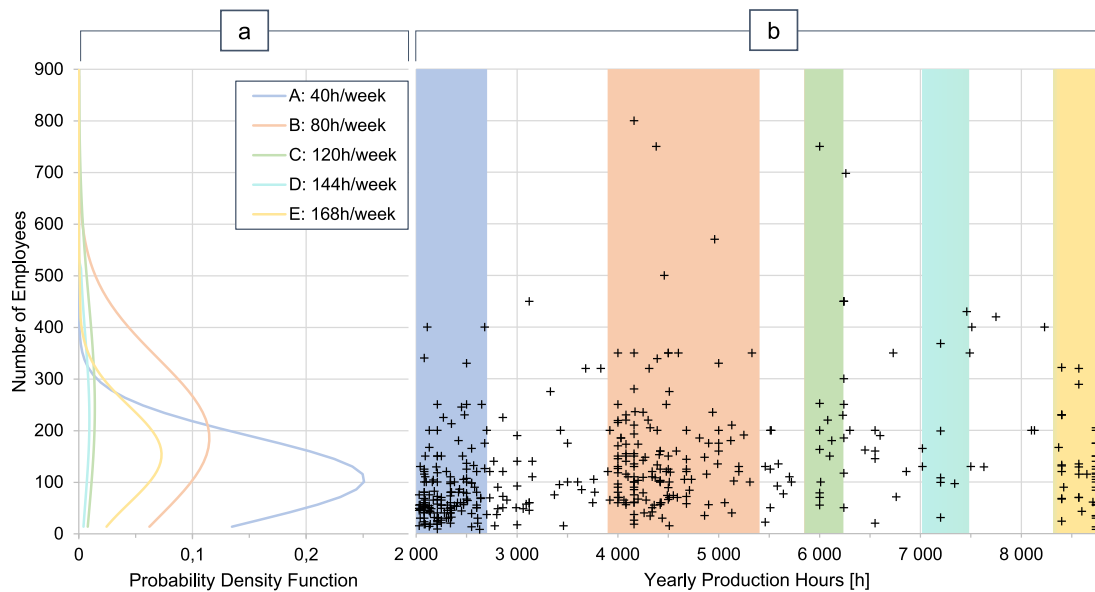 a
b
900
800
700
600
500
400
300
200
100
0
Number of Employees
A: 40h/week
B: 80h/week
C: 120h/week
D: 144h/week
E: 168h/week
0
0,1
0,2
2
2 000
3 000
4 000
5 000
6 000
7 000
8 000
Probability Density Function
Yearly Production Hours [h]